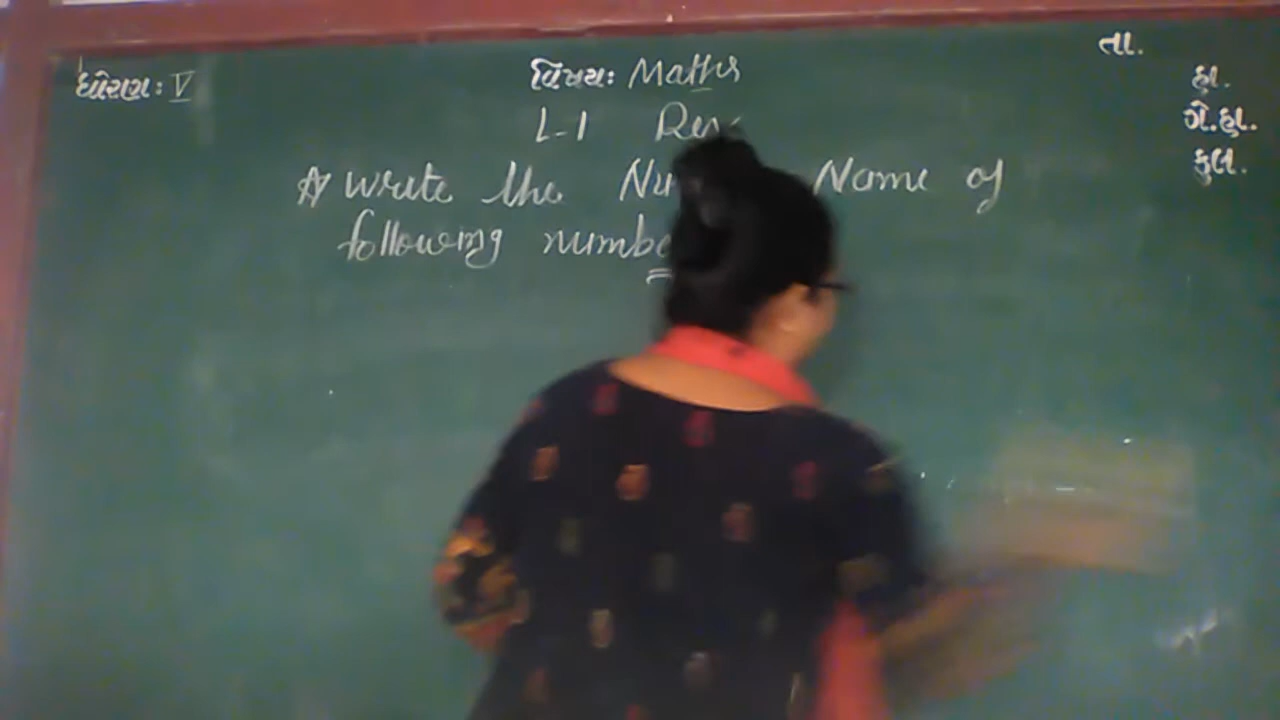 તા.
ધોરણ: V
વિષય: Maths
હા.
L-1
ગે.હા.
કુલ.
☆ write the Name of
following